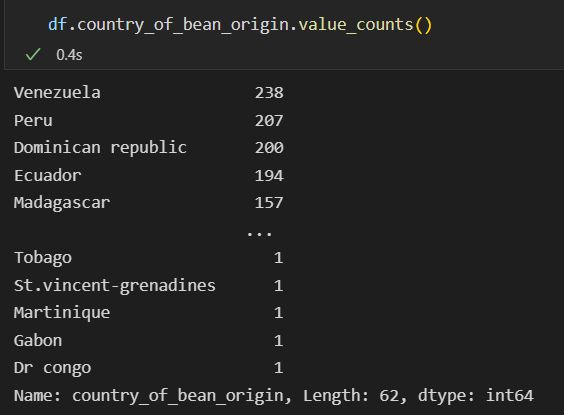 df.country_of_bean_origin.value_counts()
0.4s
Venezuela 238
Peru 207
Dominican republic 200
Ecuador 194
Madagascar 157
...
Tobago 1
St.vincent-grenadines 1
Martinique 1
Gabon 1
Dr congo 1
Name: country_of_bean_origin, Length: 62, dtype: int64